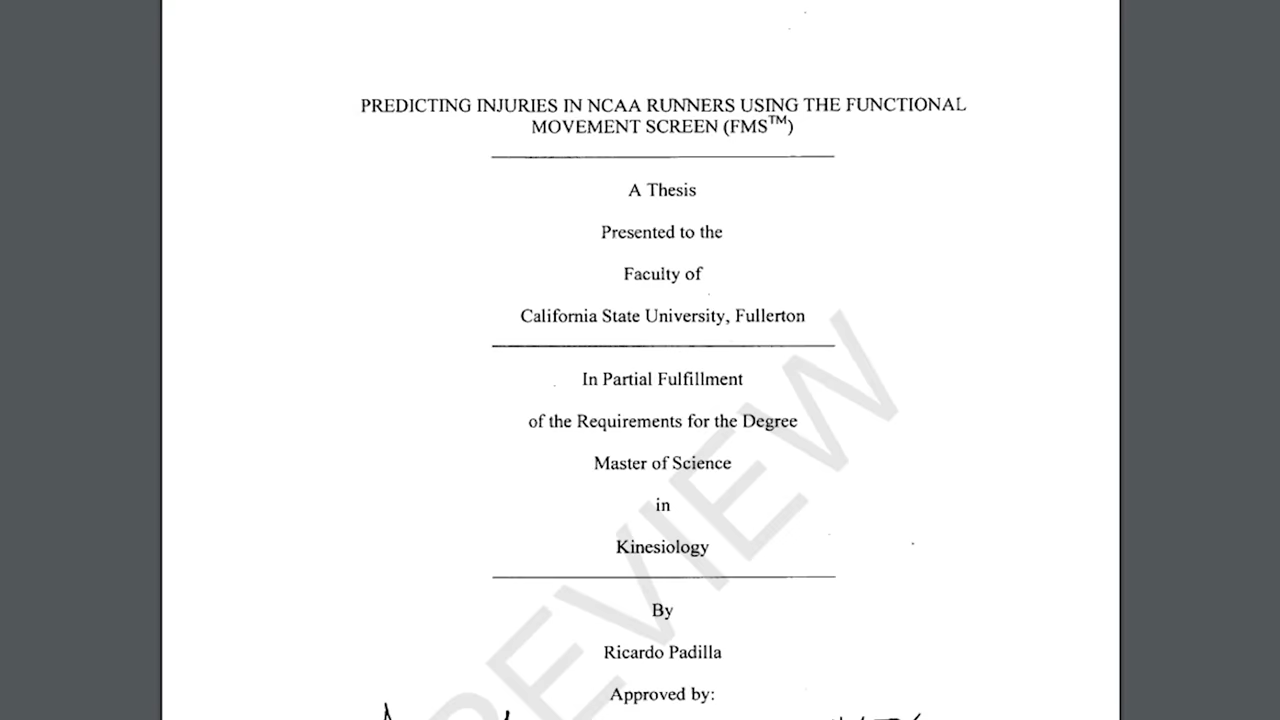 PREDICTING INJURIES IN NCAA RUNNERS USING THE FUNCTIONAL
MOVEMENT SCREEN (FMS™)
A Thesis
Presented to the
Faculty of
California State University, Fullerton
In Partial Fulfillment
of the Requirements for the Degree
Master of Science
in
Kinesiology
By
Ricardo Padilla
Approved by:
REVIEW